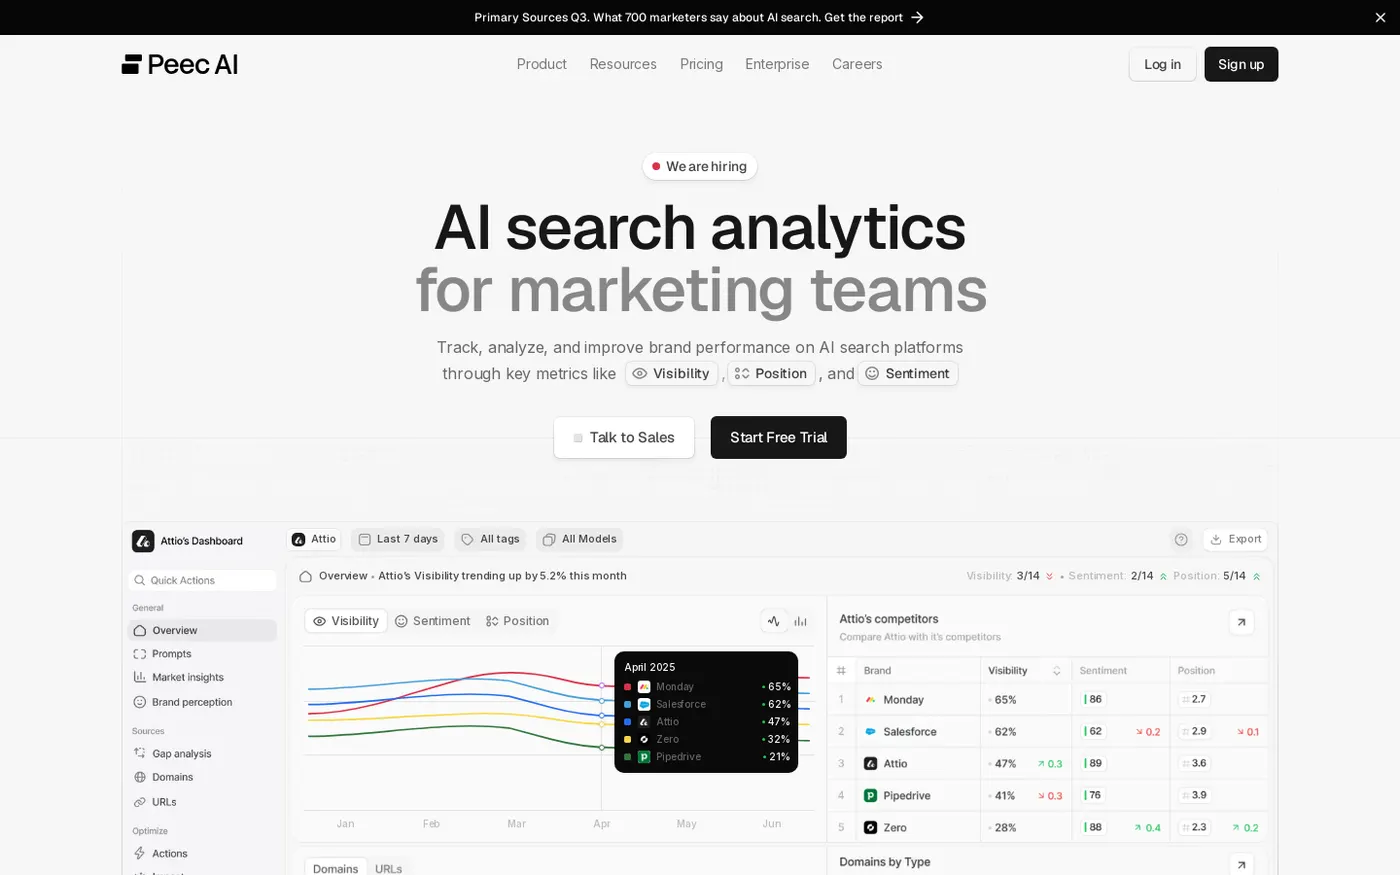 Primary Sources Q3. What 700 marketers say about AI search. Get the report
Peec AI
Product Resources Pricing Enterprise Careers
Log in Sign up
We are hiring
AI search analytics
for marketing teams
Track, analyze, and improve brand performance on AI search platforms
through key metrics like Visibility , Position , and Sentiment
Talk to Sales Start Free Trial
Attio's Dashboard
Attio Last 7 days All tags All Models Export
Quick Actions
General
Overview
Prompts
Market insights
Brand perception
Sources
Gap analysis
Domains
URLs
Optimize
Actions
Overview • Attio's Visibility trending up by 5.2% this month
Visibility: 3/14 • Sentiment: 2/14 Position: 5/14
Visibility Sentiment Position
April 2025
Monday 65%
Salesforce 62%
Attio 47%
Zero 32%
Pipedrive 21%
Jan Feb Mar Apr May Jun
Attio's competitors
Compare Attio with it's competitors
# Brand Visibility Sentiment Position
1 Monday 65% 86 # 2.7
2 Salesforce 62% 62 0.2 # 2.9 0.1
3 Attio 47% 0.3 89 # 3.6
4 Pipedrive 41% 0.3 76 # 3.9
5 Zero 28% 88 0.4 # 2.3 0.2
Domains URLs
Domains by Type